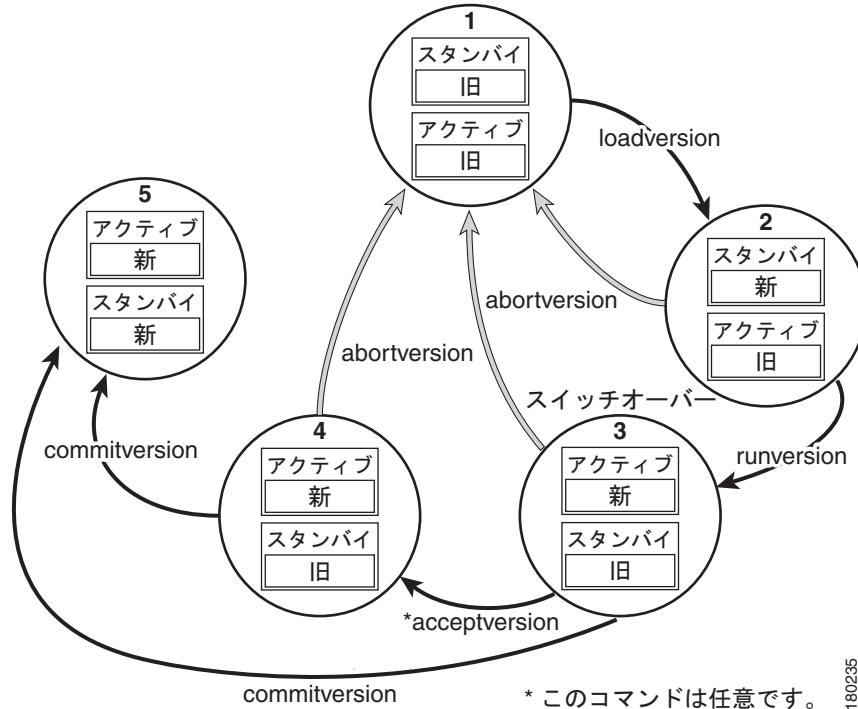 1
スタンバイ
旧
アクティブ
旧
loadversion
5
アクティブ
新
スタンバイ
新
2
スタンバイ
新
アクティブ
旧
abortversion
abortversion
スイッチオーバー
commitversion
4
アクティブ
新
スタンバイ
旧
3
アクティブ
新
スタンバイ
旧
runversion
*acceptversion
commitversion
* このコマンドは任意です。
180235